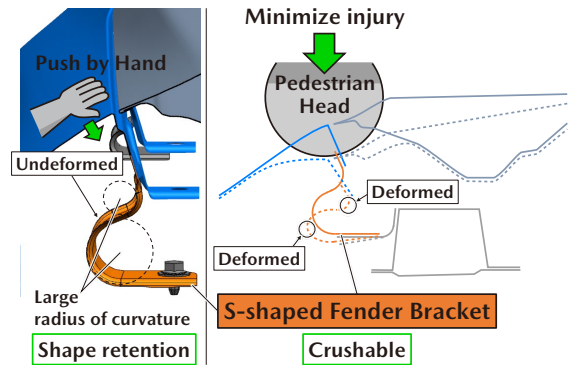 Push by Hand
Undeformed
Large
radius of curvature
Shape retention
Minimize injury
Pedestrian
Head
Deformed
Deformed
S-shaped Fender Bracket
Crushable